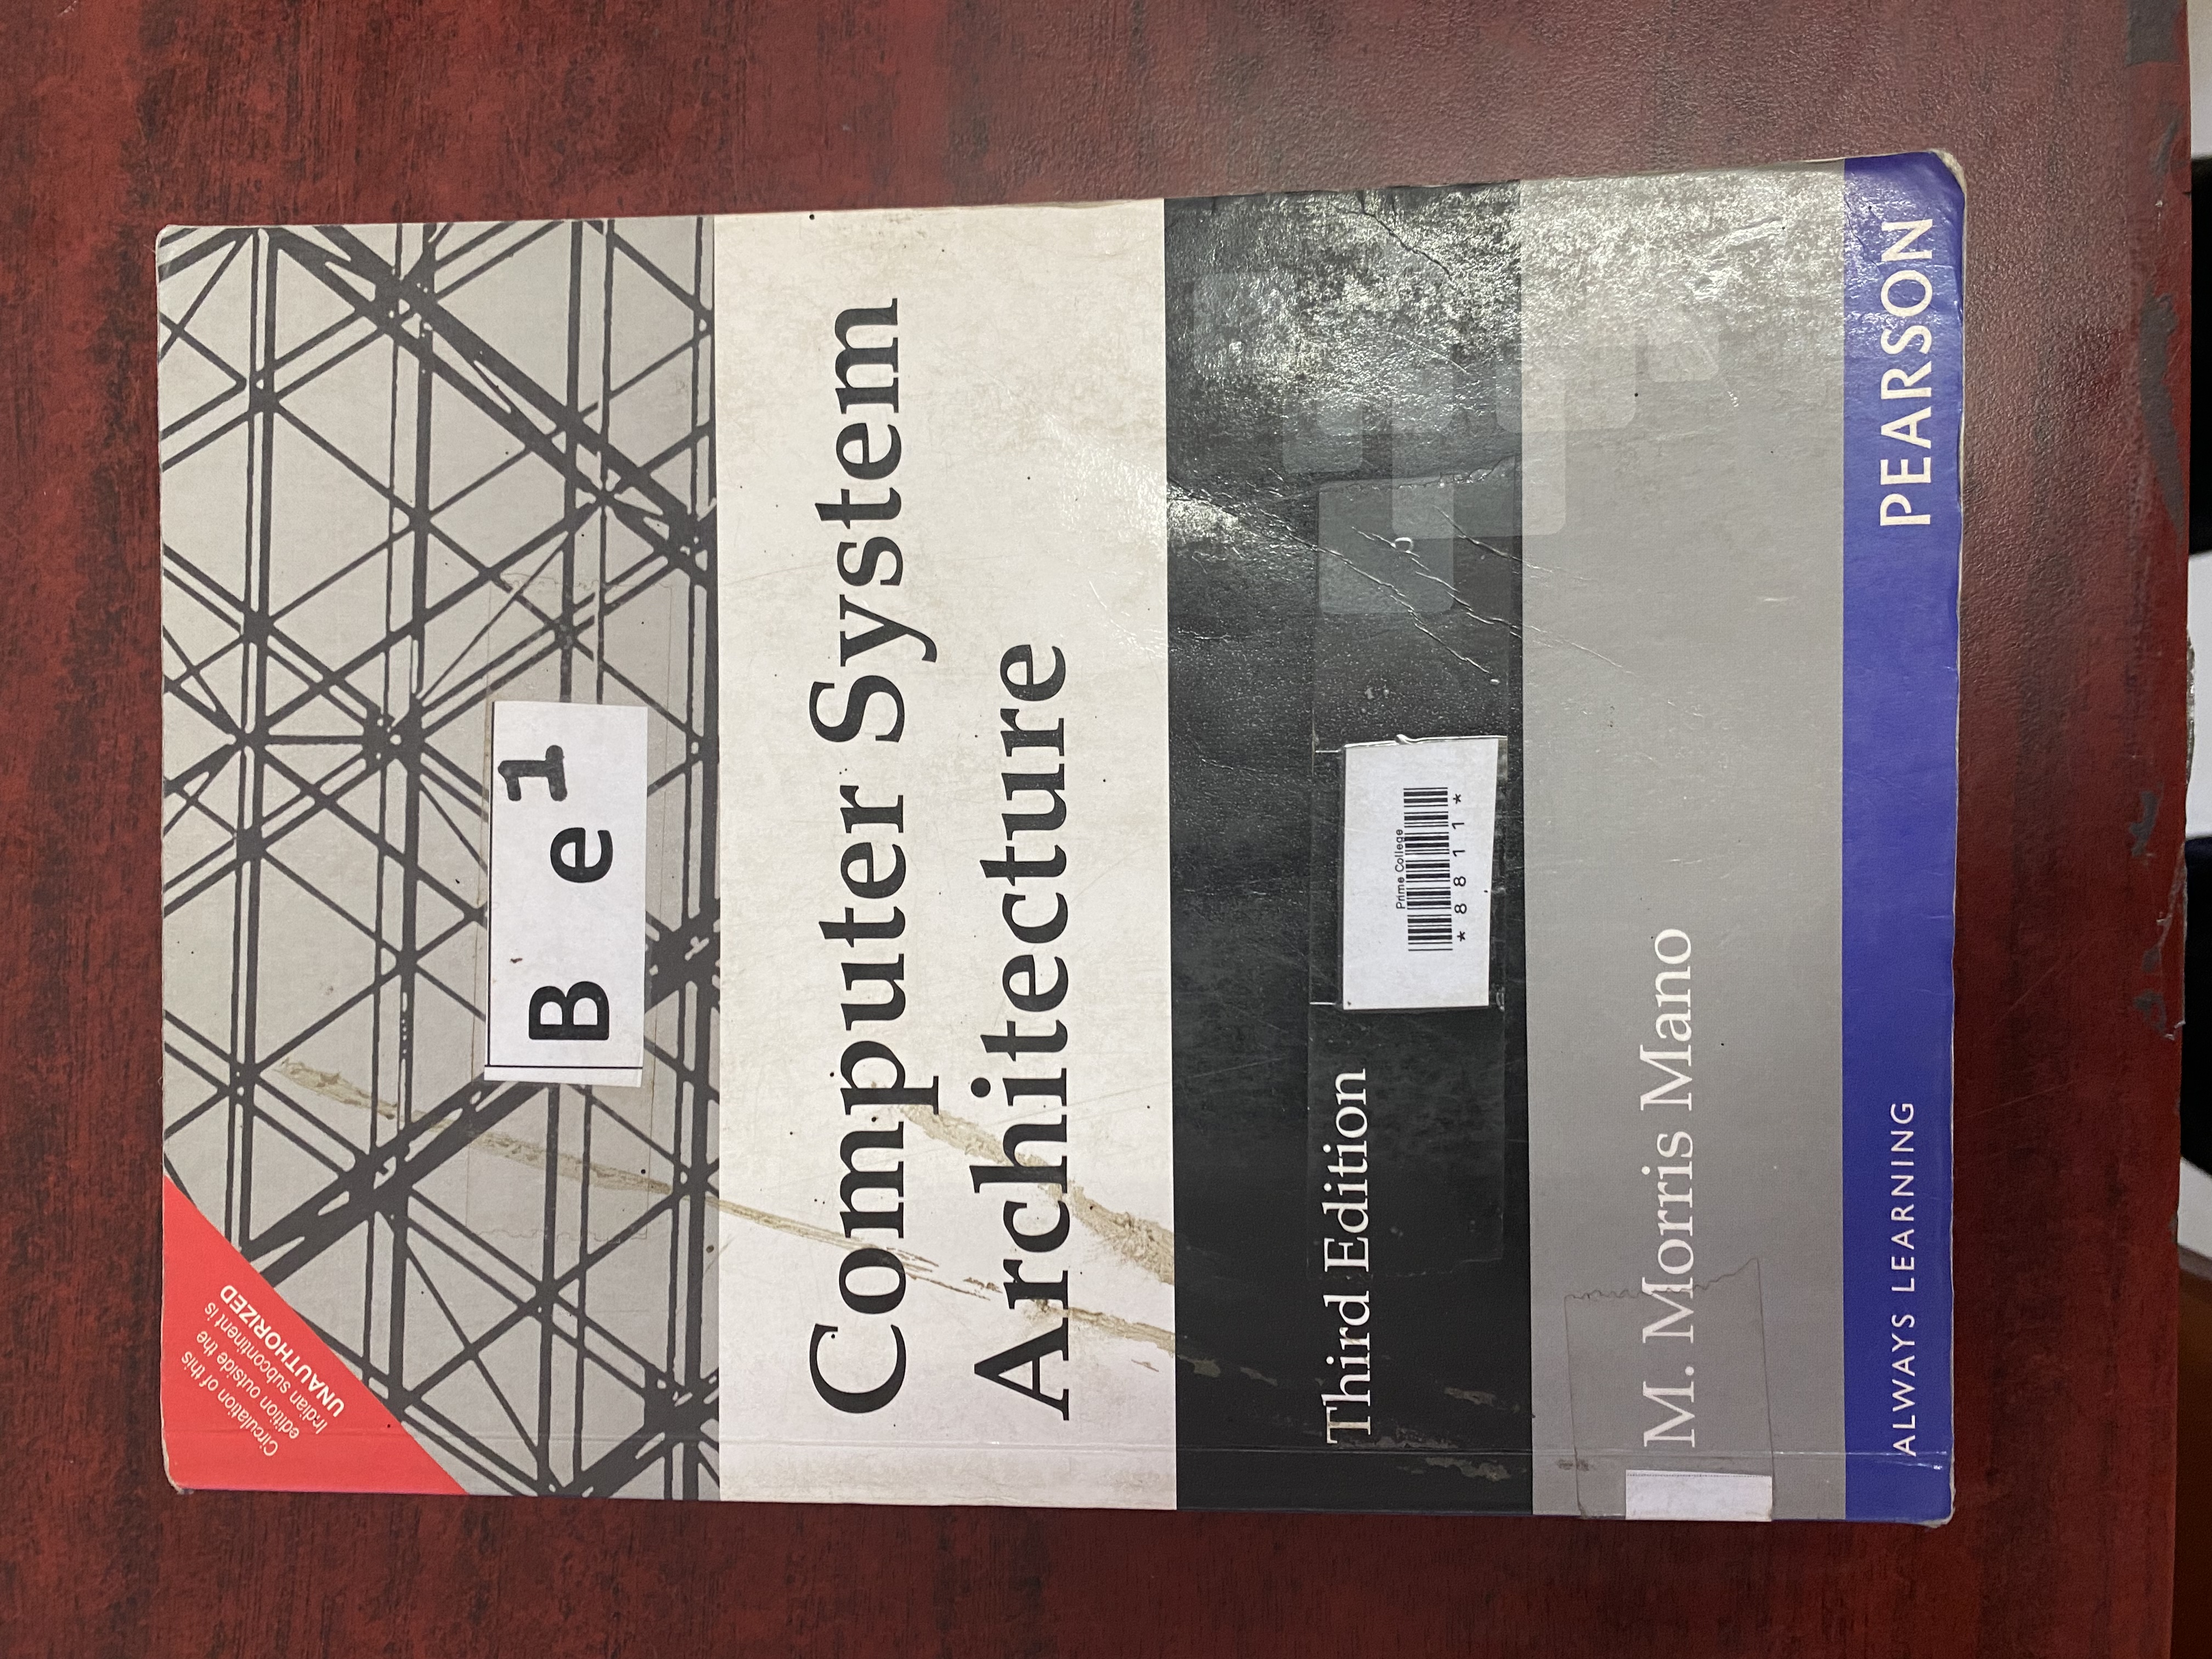 Circulation of this
edition outside the
Indian subcontinent is
UNAUTHORIZED
B e¹
Computer System
Architecture
Third Edition
Prime College
*8811*
M. Morris Mano
ALWAYS LEARNING
PEARSON